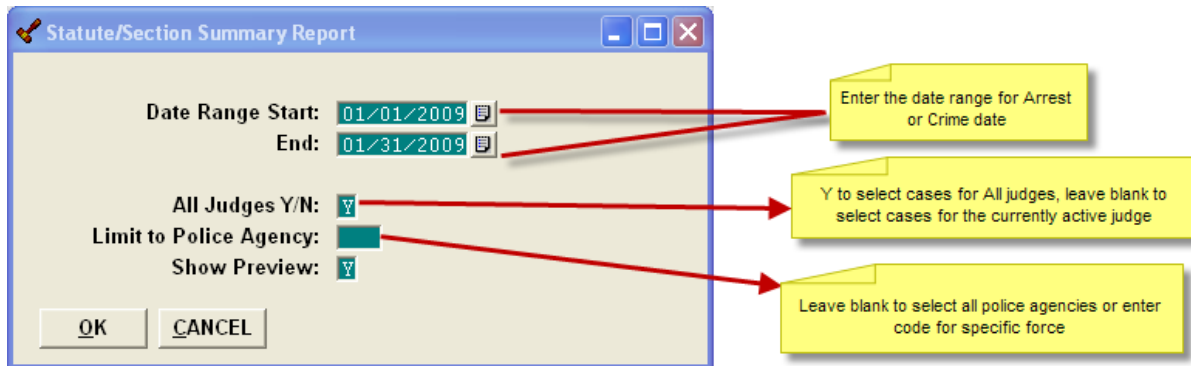 Statute/Section Summary Report
Date Range Start: 01/01/2009
End: 01/31/2009
Enter the date range for Arrest
or Crime date
All Judges Y/N: Y
Y to select cases for All judges, leave blank to
select cases for the currently active judge
Limit to Police Agency:
Show Preview: Y
Leave blank to select all police agencies or enter
code for specific force
OK CANCEL